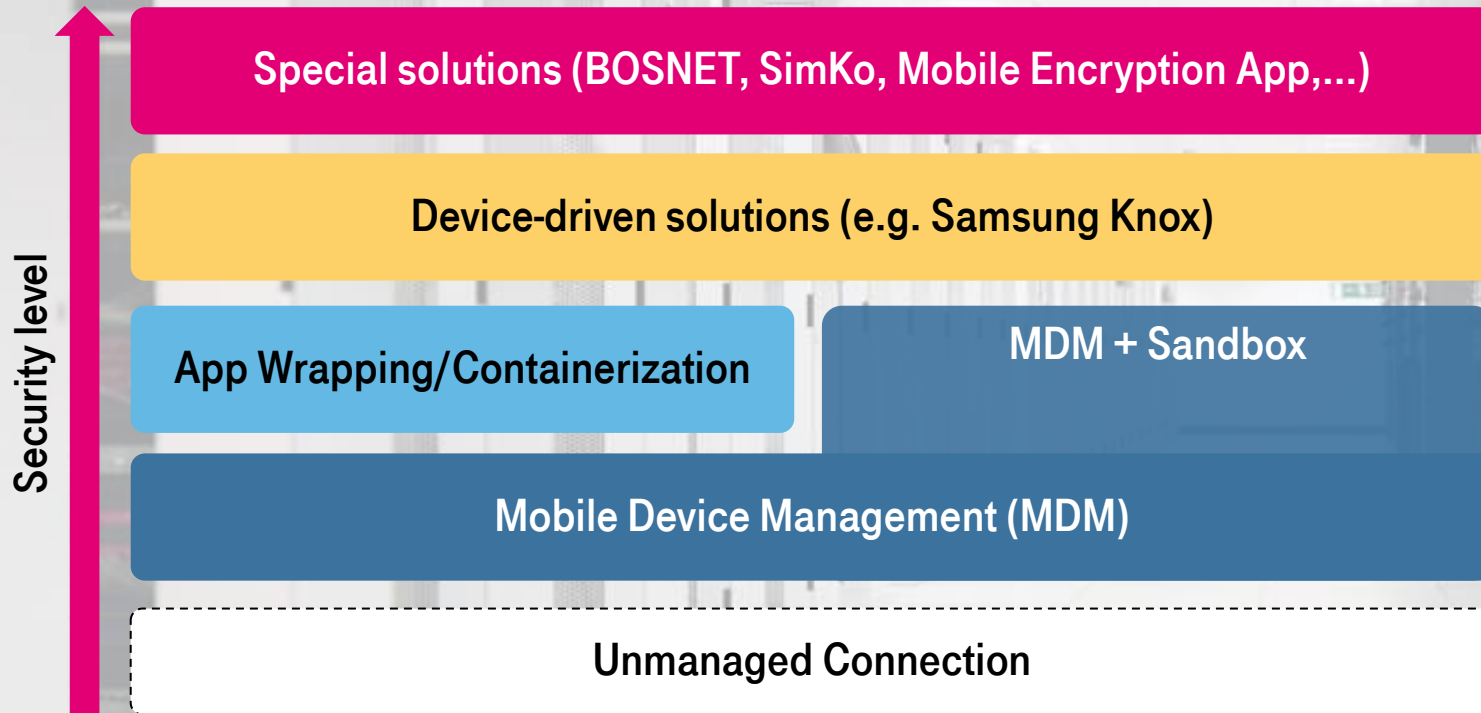 Security level
Special solutions (BOSNET, SimKo, Mobile Encryption App,...)
Device-driven solutions (e.g. Samsung Knox)
App Wrapping/Containerization
MDM + Sandbox
Mobile Device Management (MDM)
Unmanaged Connection